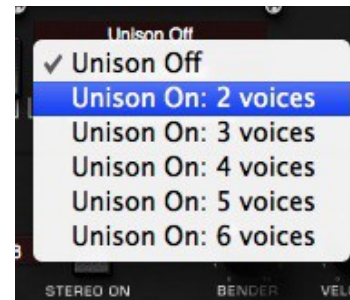 Unison Off
✓ Unison Off
Unison On: 2 voices
Unison On: 3 voices
Unison On: 4 voices
Unison On: 5 voices
Unison On: 6 voices
STEREO ON BENDER